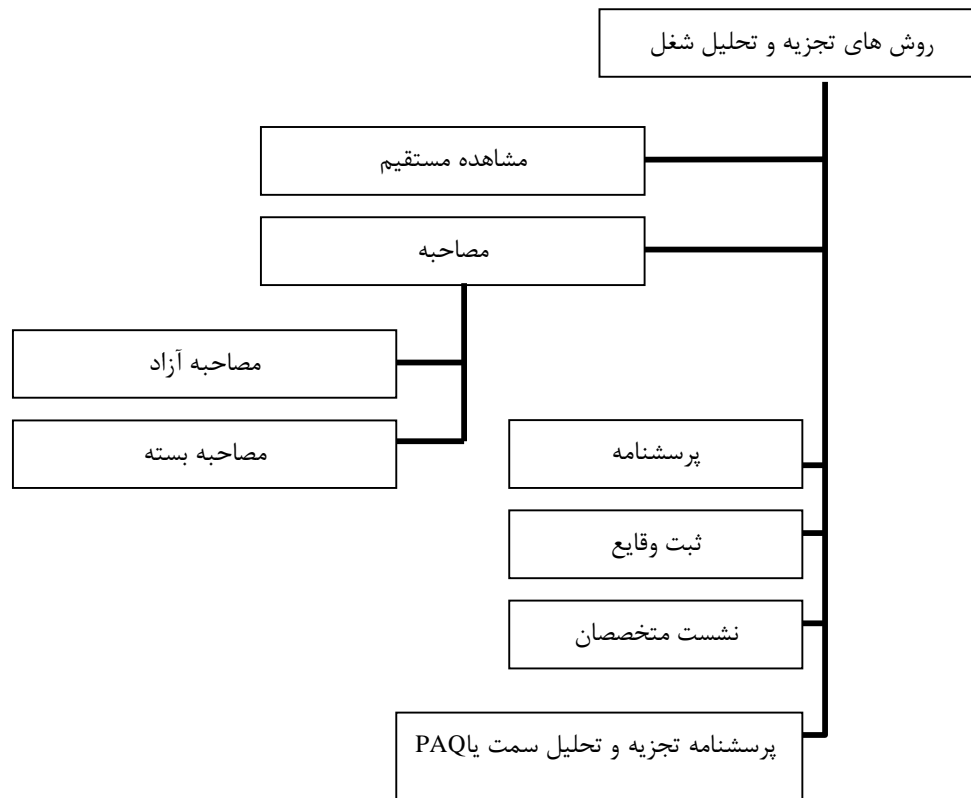 روش های تجزیه و تحلیل شغل
مشاهده مستقیم
مصاحبه
مصاحبه آزاد
مصاحبه بسته
پرسشنامه
ثبت وقایع
نشست متخصصان
پرسشنامه تجزیه و تحلیل سمت یاPAQ